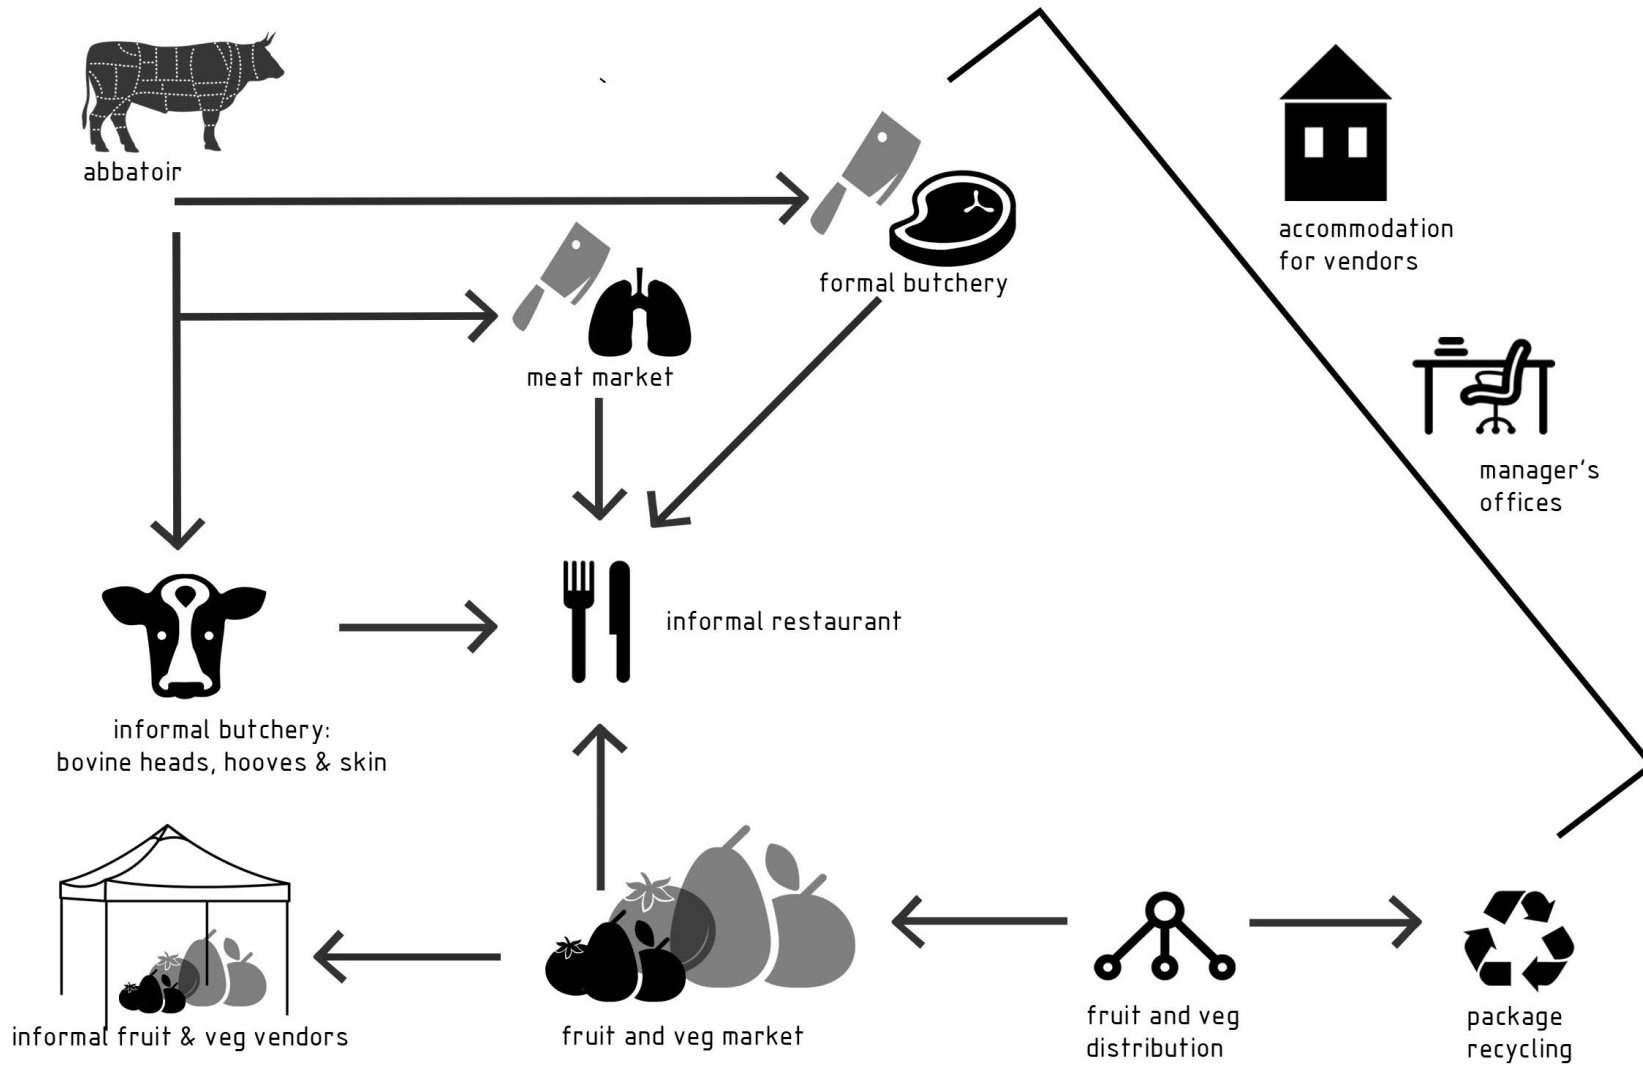 abbatoir
accommodation
for vendors
formal butchery
meat market
manager's
offices
informal restaurant
informal butchery:
bovine heads, hooves & skin
informal fruit & veg vendors
fruit and veg market
fruit and veg
distribution
package
recycling